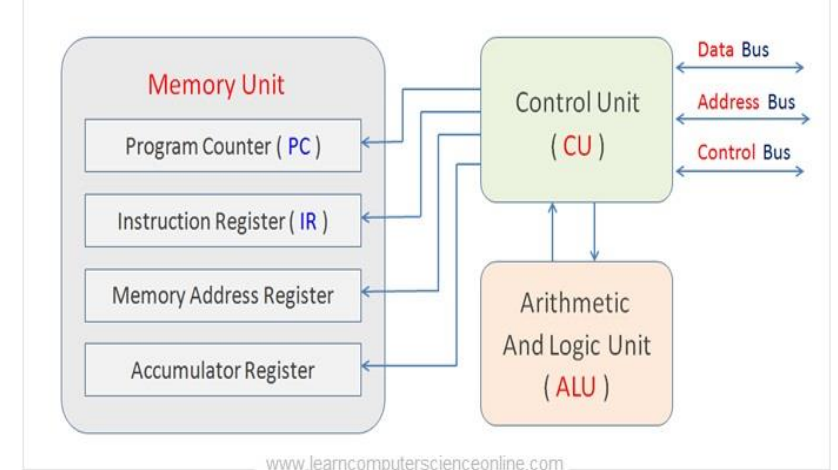 Memory Unit
Program Counter ( PC )
Instruction Register ( IR )
Memory Address Register
Accumulator Register
Control Unit
( CU )
Data Bus
Address Bus
Control Bus
Arithmetic
And Logic Unit
( ALU )
www.learncomputerscienceonline.com